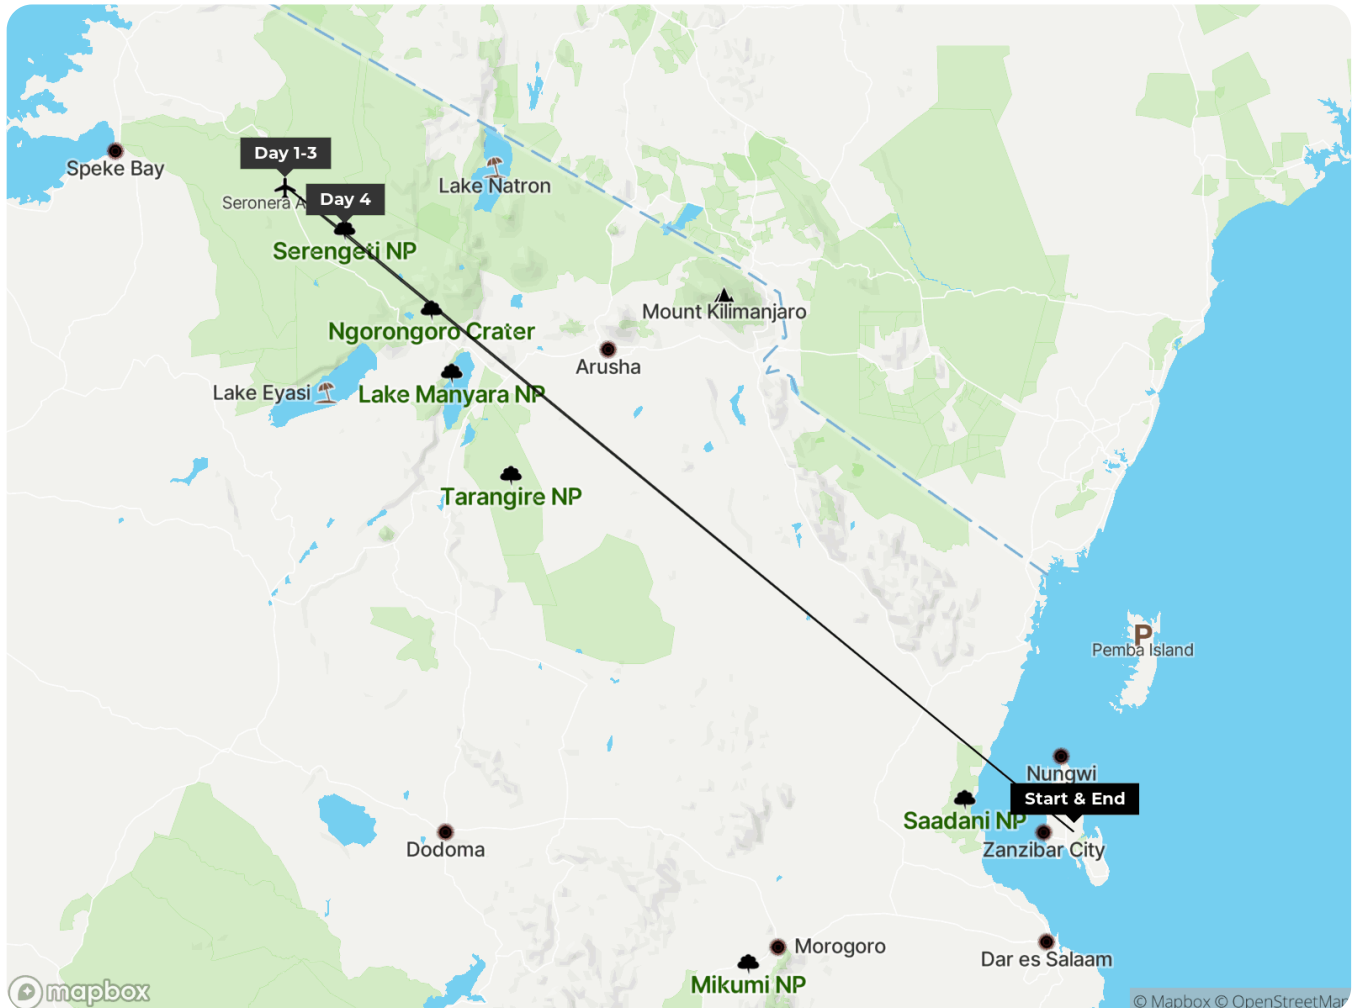 Day 1-3
Speke Bay
Seronera A
Day 4
Lake Natron
Serengeti NP
Mount Kilimanjaro
Ngorongoro Crater
Arusha
Lake Eyasi
Lake Manyara NP
Tarangire NP
P
Pemba Island
Nungwi
Start & End
Saadani NP
Zanzibar City
Dodoma
Morogoro
Dar es Salaam
Mikumi NP
mapbox
© Mapbox © OpenStreetMap